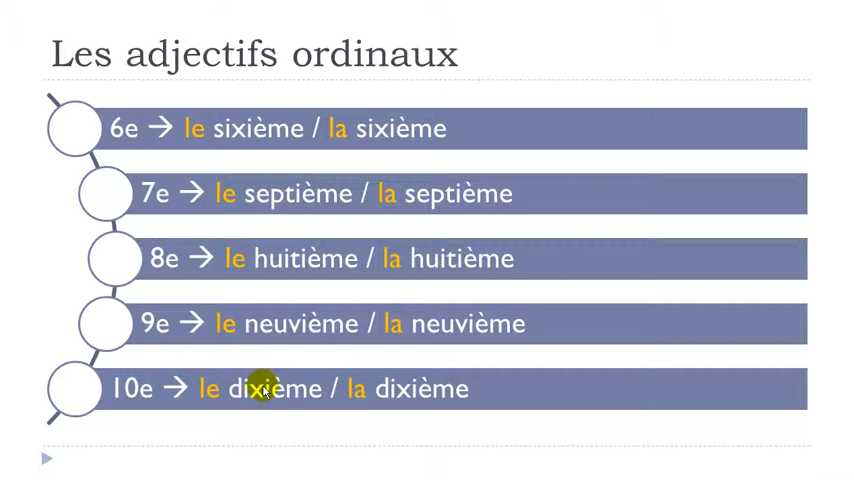 Les adjectifs ordinaux
6e → le sixième / la sixième
7e → le septième / la septième
8e → le huitième / la huitième
9e → le neuvième / la neuvième
10e → le dixième / la dixième